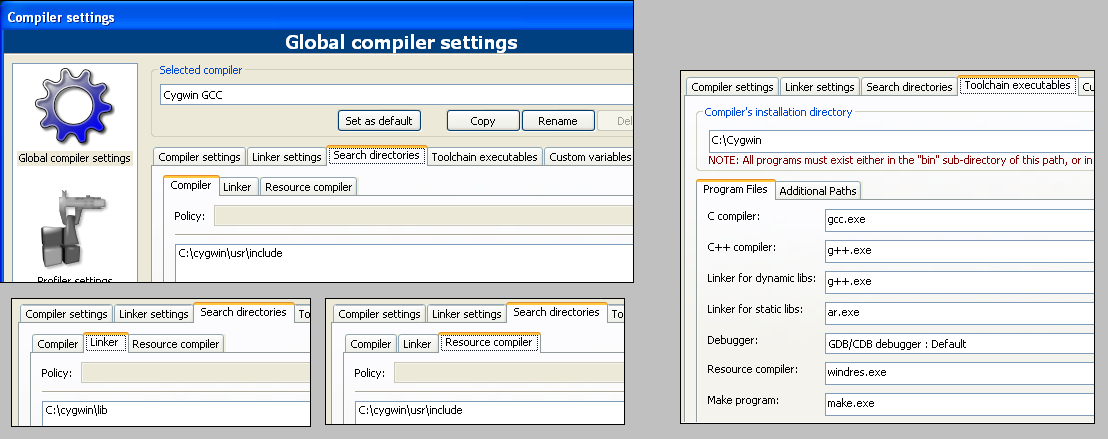 Compiler settings
Global compiler settings
Global compiler settings
Profiler settings
Selected compiler
Cygwin GCC
Set as default
Copy
Rename
Compiler settings
Linker settings
Search directories
Toolchain executables
Custom variables
Compiler
Linker
Resource compiler
Policy:
C:\cygwin\usr\include
Compiler settings
Linker settings
Search directories
To
Compiler
Linker
Resource compiler
Policy:
C:\cygwin\lib
Compiler settings
Linker settings
Search directories
To
Compiler
Linker
Resource compiler
Policy:
C:\cygwin\usr\include
Compiler settings
Linker settings
Search directories
Toolchain executables
Cu
Compiler's installation directory
C:\Cygwin
NOTE: All programs must exist either in the "bin" sub-directory of this path, or in
Program Files
Additional Paths
C compiler:
gcc.exe
C++ compiler:
g++.exe
Linker for dynamic libs:
g++.exe
Linker for static libs:
ar.exe
Debugger:
GDB/CDB debugger : Default
Resource compiler:
windres.exe
Make program:
make.exe